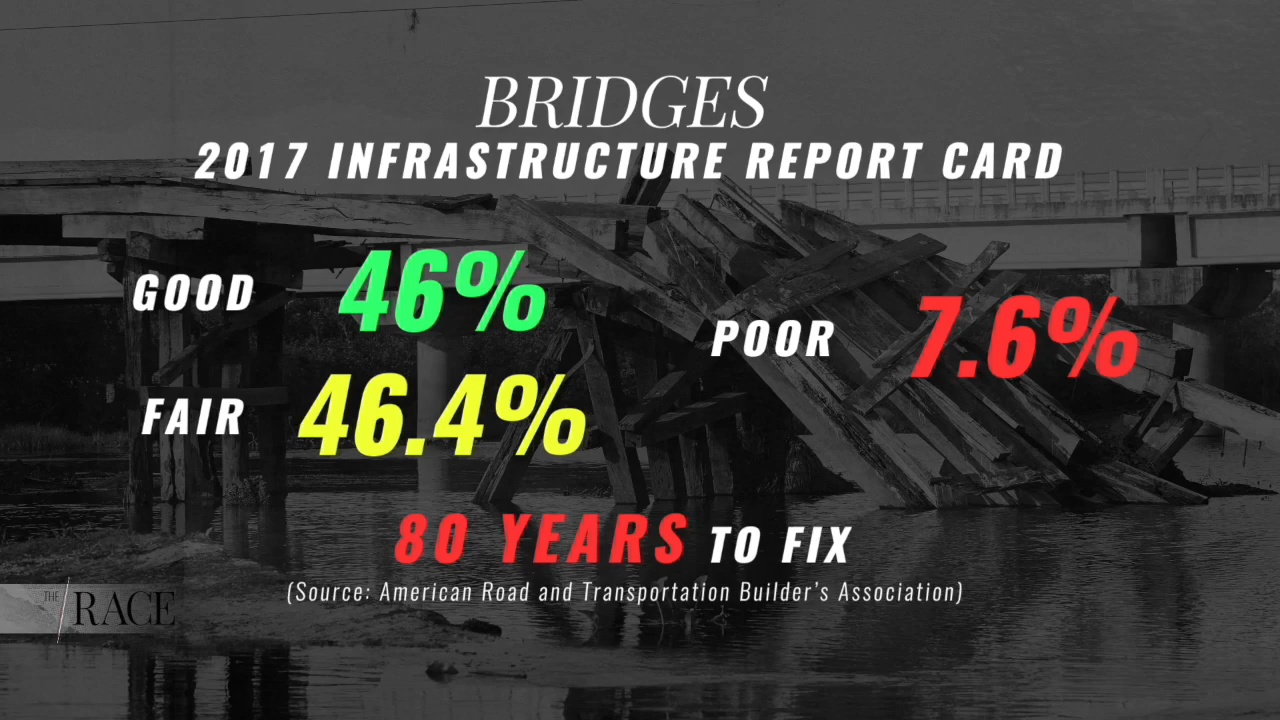 BRIDGES
2017 INFRASTRUCTURE REPORT CARD
GOOD 46%
FAIR 46.4%
POOR 7.6%
80 YEARS TO FIX
(Source: American Road and Transportation Builder's Association)
THE RACE